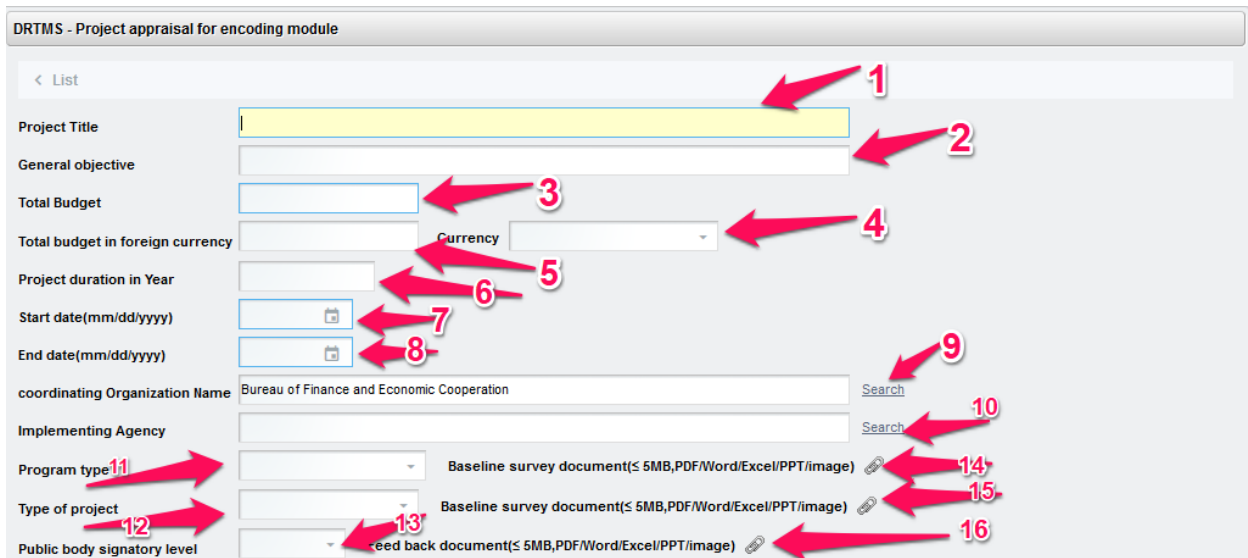 DRTMS - Project appraisal for encoding module
< List
1
Project Title
General objective
2
Total Budget
3
Total budget in foreign currency Currency
4
5
Project duration in Year
6
Start date(mm/dd/yyyy)
7
End date(mm/dd/yyyy)
8
9
coordinating Organization Name Bureau of Finance and Economic Cooperation Search
10
Implementing Agency Search
Program type 11 Baseline survey document(≤ 5MB,PDF/Word/Excel/PPT/image) 14
15
Type of project Baseline survey document(≤ 5MB,PDF/Word/Excel/PPT/image)
12 13 16
Public body signatory level eed back document(≤ 5MB,PDF/Word/Excel/PPT/image)